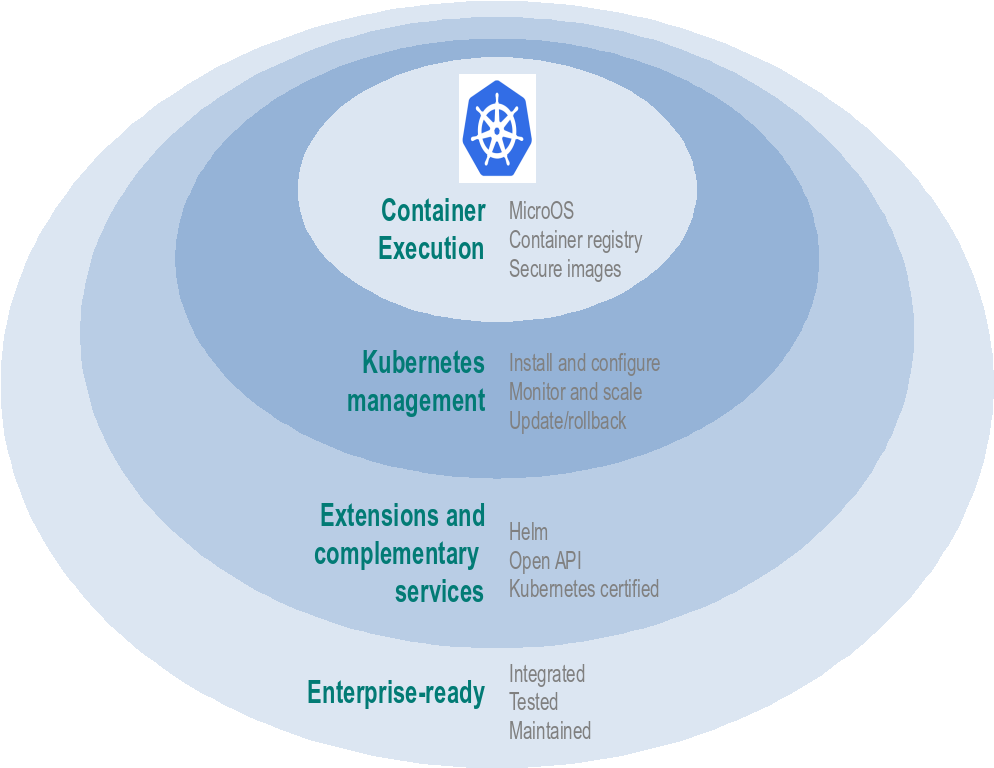 Container
Execution
MicroOS
Container registry
Secure images
Kubernetes
management
Install and configure
Monitor and scale
Update/rollback
Extensions and
complementary
services
Helm
Open API
Kubernetes certified
Enterprise-ready
Integrated
Tested
Maintained